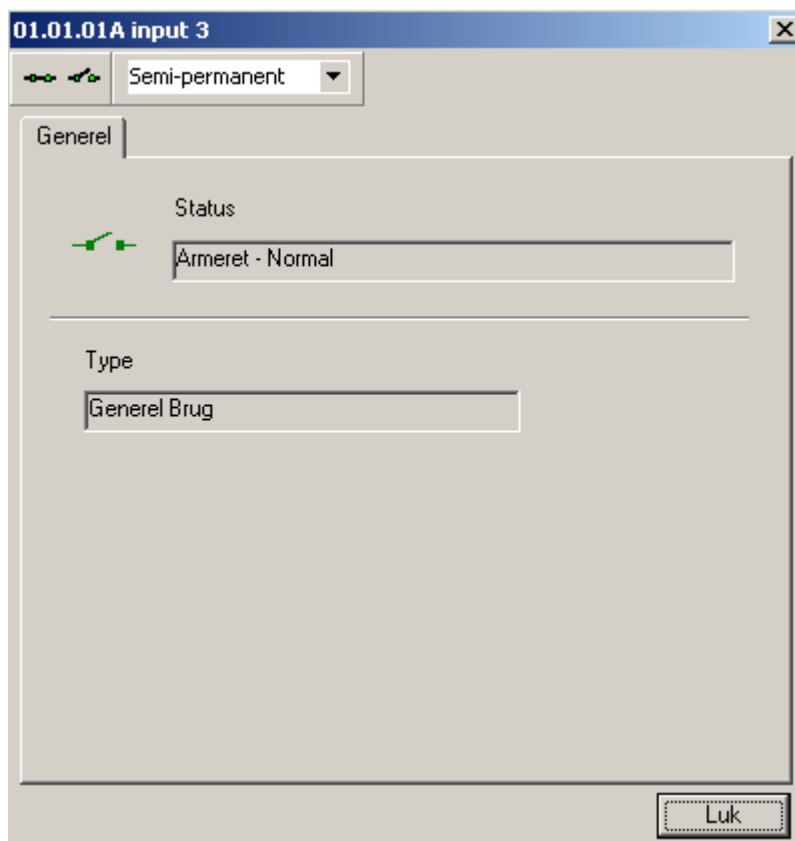 01.01.01A input 3
Semi-permanent
Generel
Status
Armeret - Normal
Type
Generel Brug
Luk